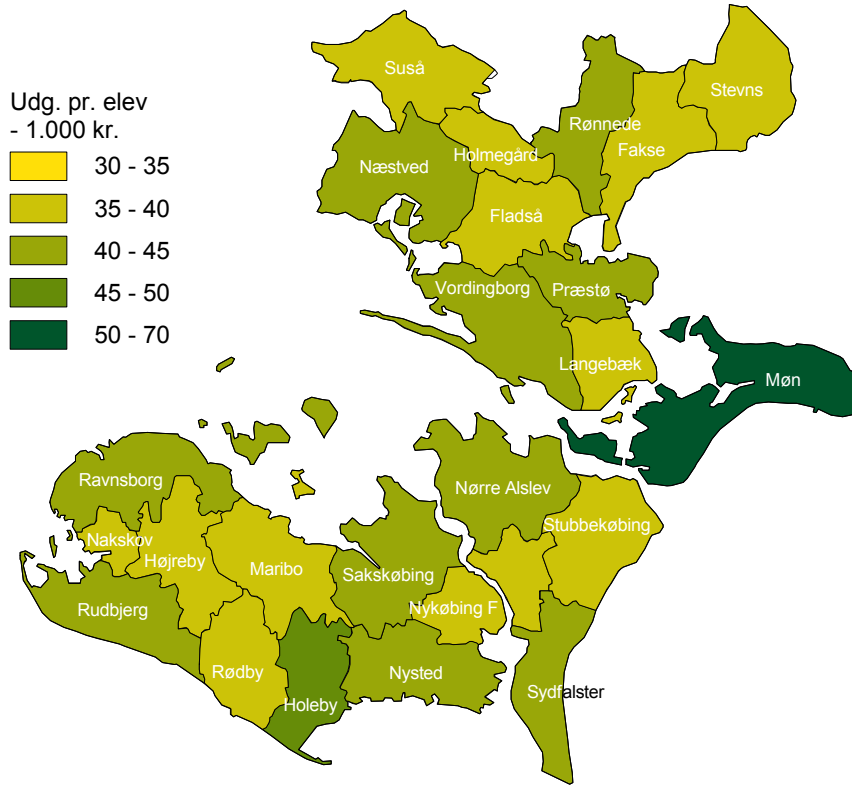 Udg. pr. elev
- 1.000 kr.
30 - 35
35 - 40
40 - 45
45 - 50
50 - 70
Suså
Stevns
Rønnede
Holmegård
Fakse
Næstved
Fladså
Vordingborg
Præstø
Langebæk
Møn
Ravnsborg
Nørre Alslev
Stubbekøbing
Nakskov
Højreby
Maribo
Sakskøbing
Rudbjerg
Nykøbing F
Rødby
Nysted
Sydfalster
Holeby